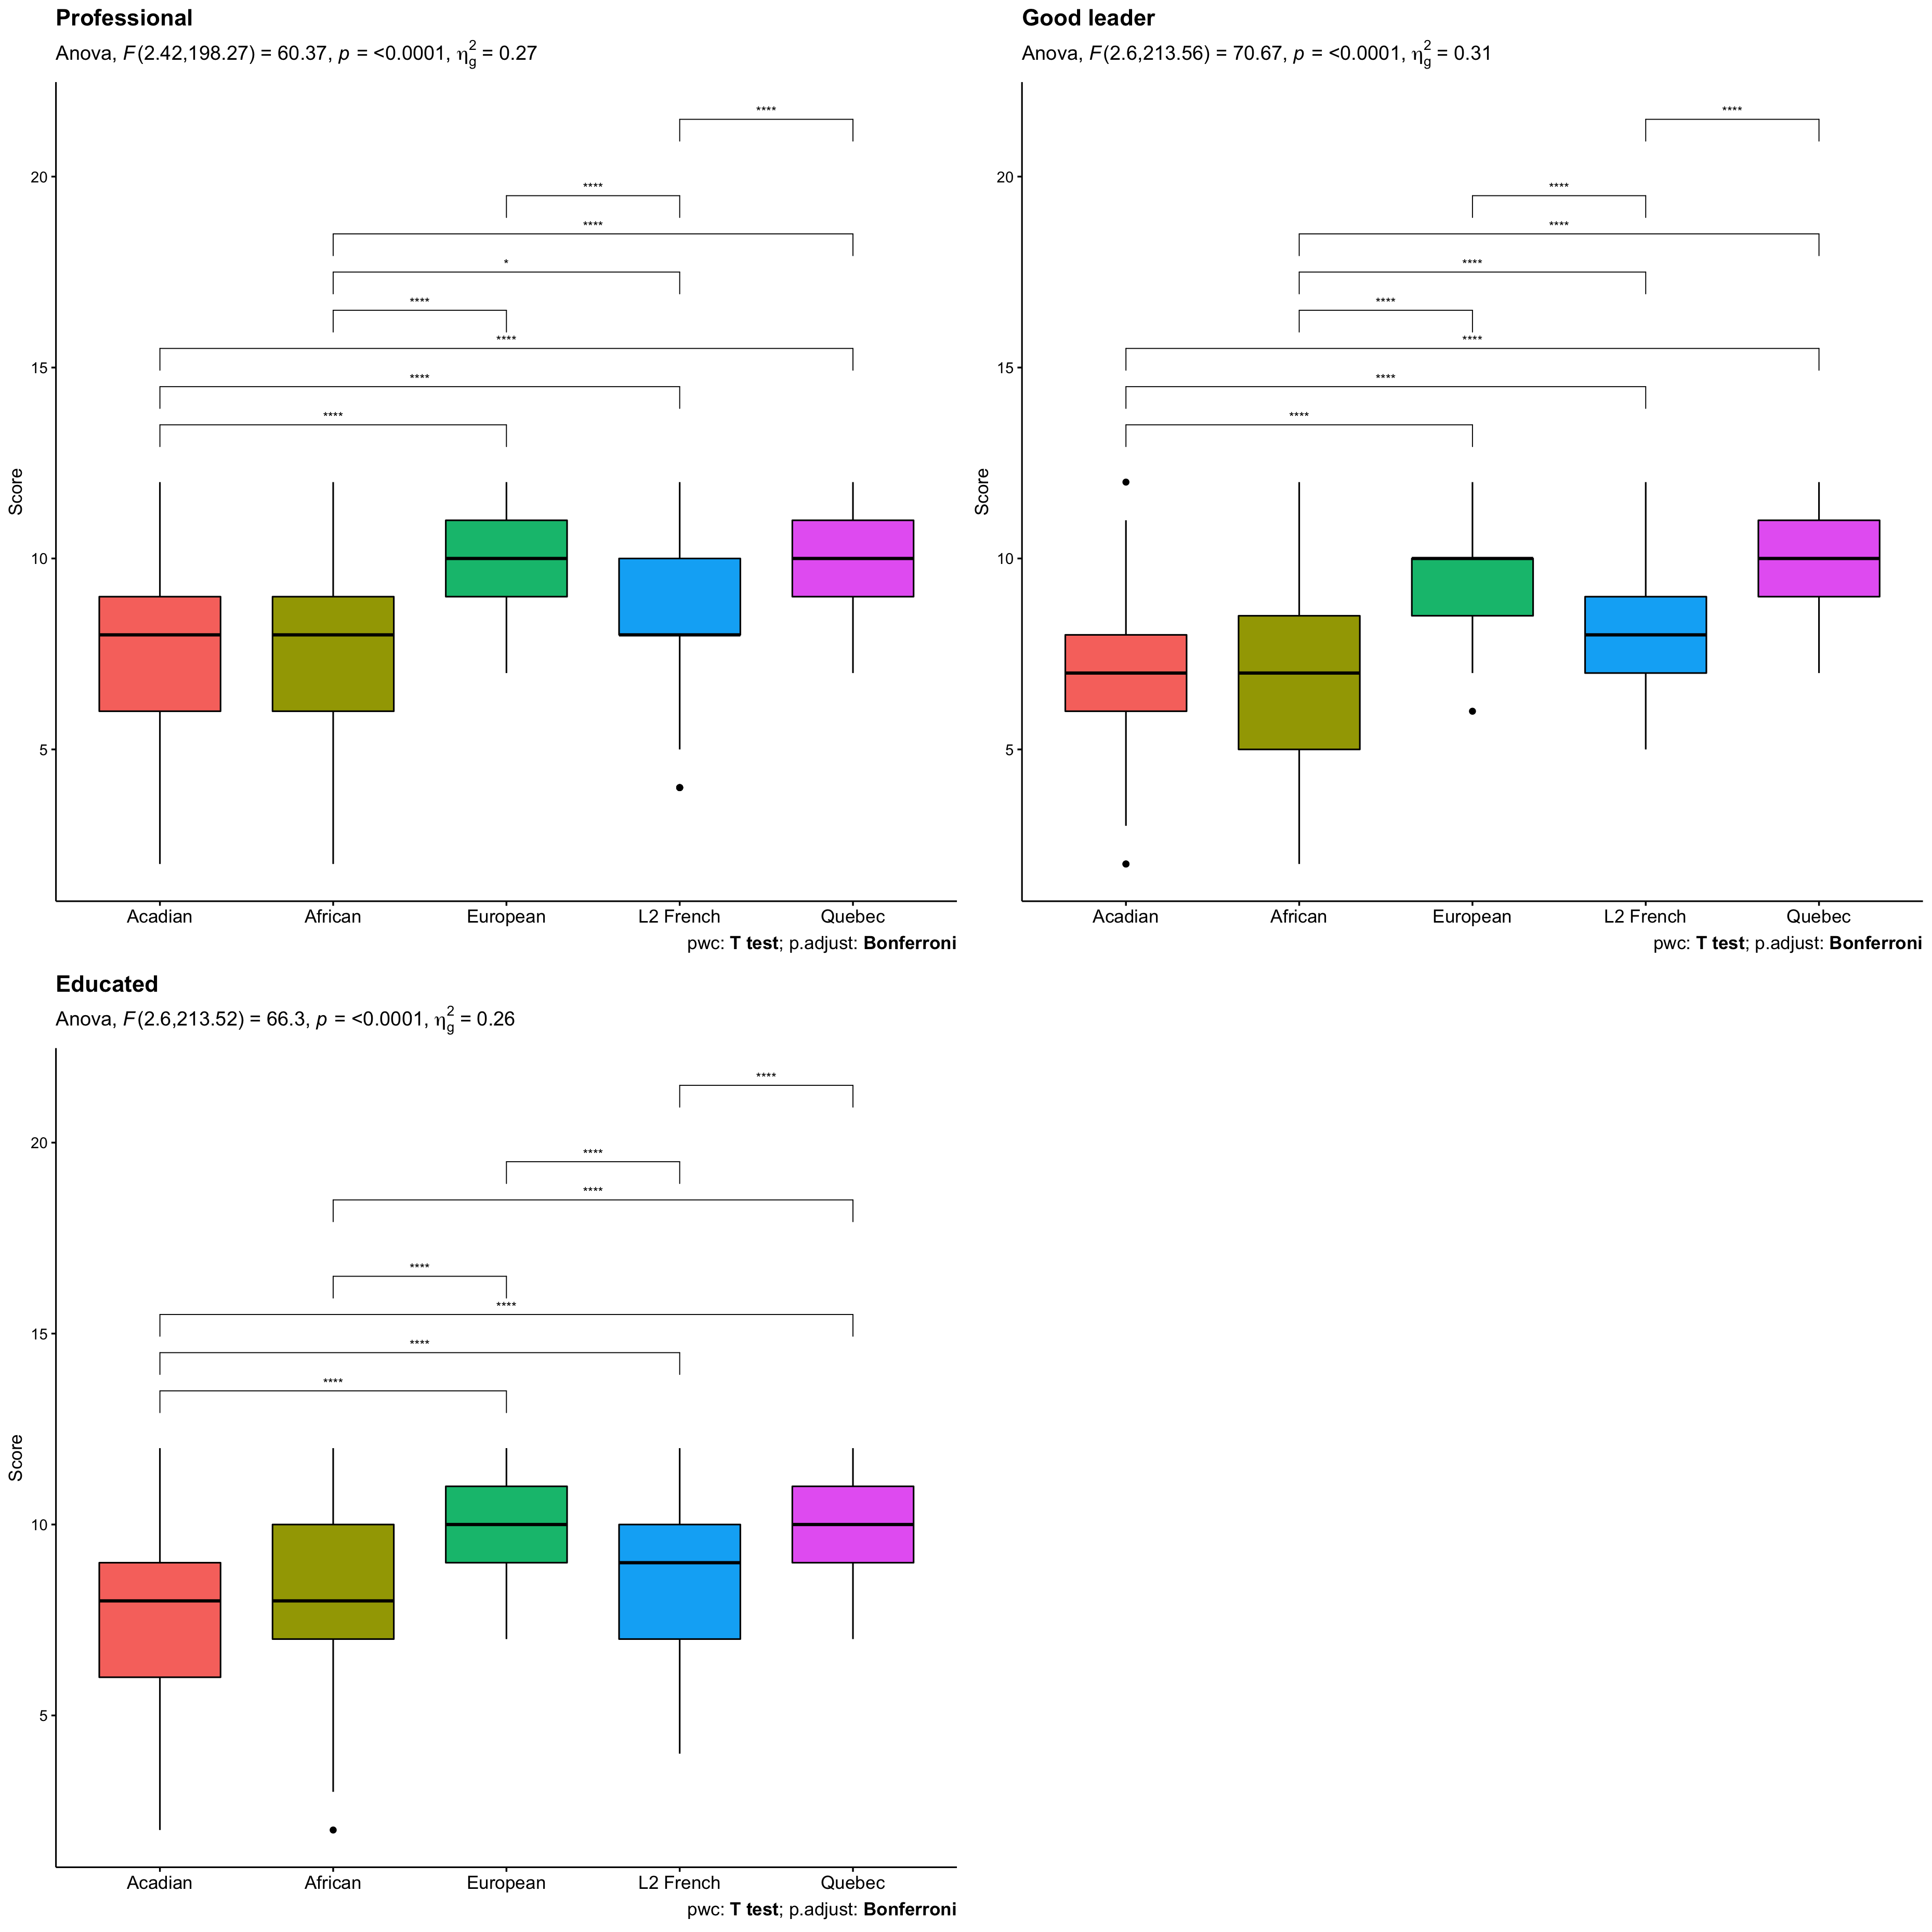 Professional
Anova, F(2.42,198.27) = 60.37, p = <0.0001, η²g = 0.27
****
20
****
****
*
****
15
****
****
****
Score
10
5
Acadian African European L2 French Quebec
pwc: T test; p.adjust: Bonferroni
Good leader
Anova, F(2.6,213.56) = 70.67, p = <0.0001, η²g = 0.31
****
20
****
****
****
****
15
****
****
****
Score
10
5
Acadian African European L2 French Quebec
pwc: T test; p.adjust: Bonferroni
Educated
Anova, F(2.6,213.52) = 66.3, p = <0.0001, η²g = 0.26
****
20
****
****
****
15
****
****
****
Score
10
5
Acadian African European L2 French Quebec
pwc: T test; p.adjust: Bonferroni